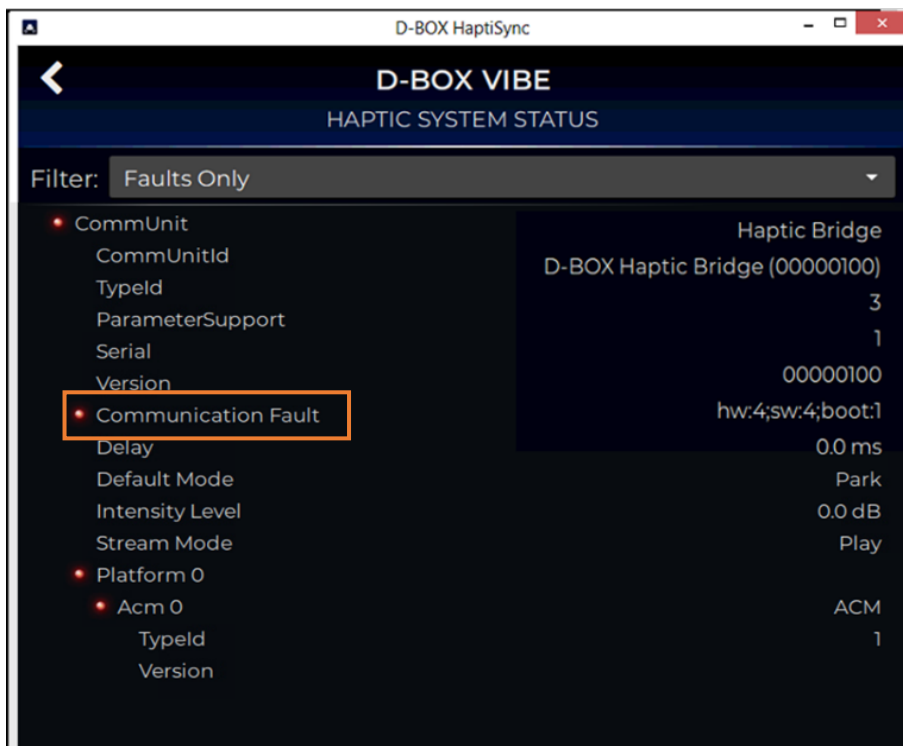 D-BOX HaptiSync
D-BOX VIBE
HAPTIC SYSTEM STATUS
Filter: Faults Only
CommUnit Haptic Bridge
CommUnitId D-BOX Haptic Bridge (00000100)
TypeId 3
ParameterSupport 1
Serial 00000100
Version hw:4;sw:4;boot:1
Communication Fault
Delay 0.0 ms
Default Mode Park
Intensity Level 0.0 dB
Stream Mode Play
Platform 0
Acm 0 ACM
TypeId 1
Version